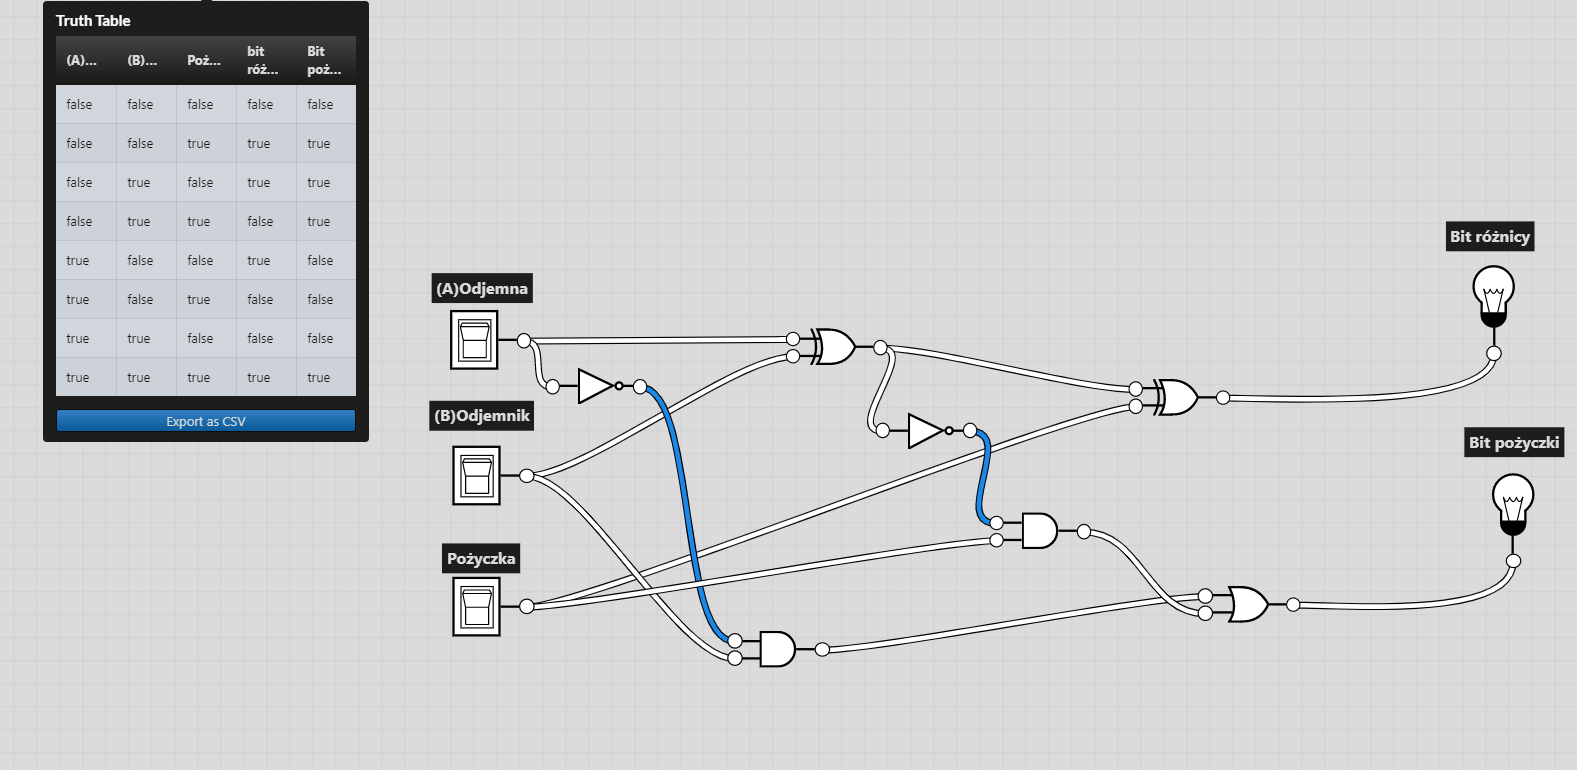 Truth Table
(A)... (B)... Poż... bit róż... Bit poż...
false false false false false
false false true true true
false true false true true
false true true false true
true false false true false
true false true false false
true true false false false
true true true true true
Export as CSV
(A)Odjemna
(B)Odjemnik
Pożyczka
Bit różnicy
Bit pożyczki